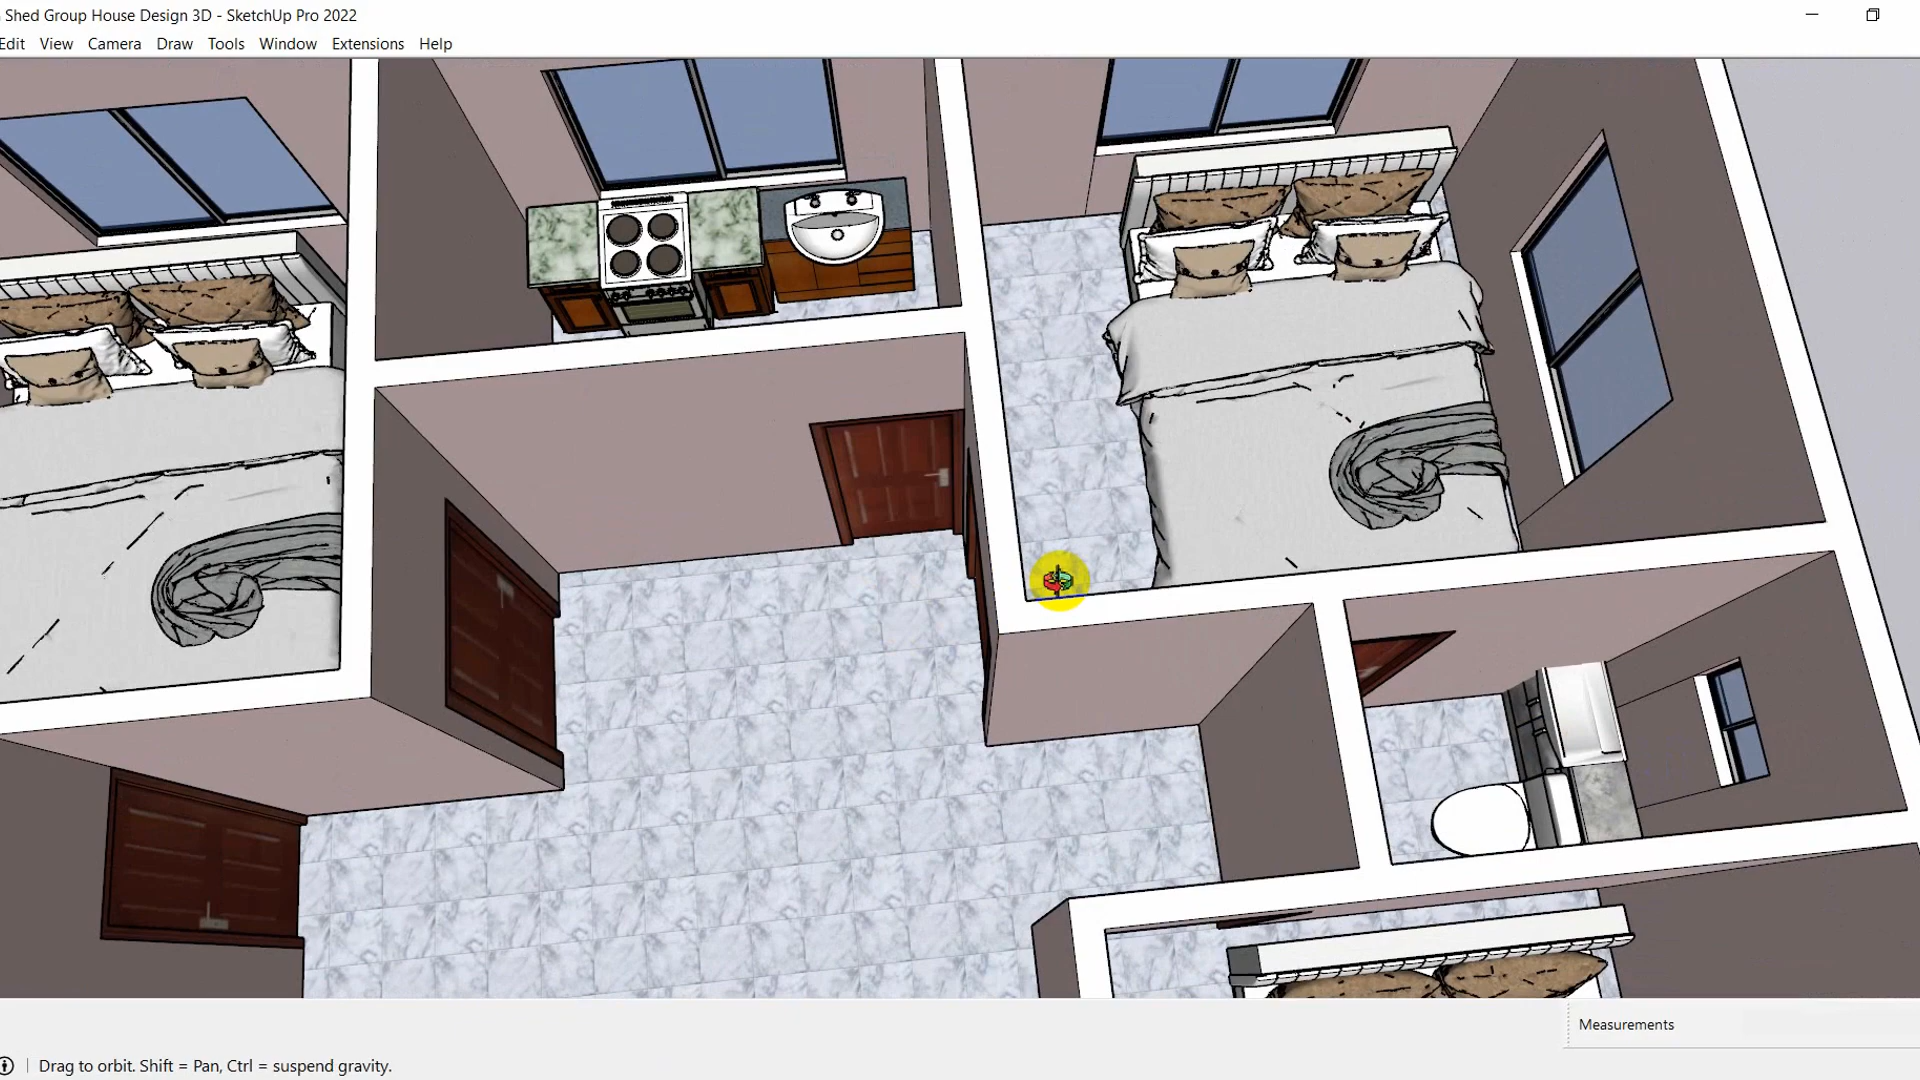 Shed Group House Design 3D - SketchUp Pro 2022
Edit View Camera Draw Tools Window Extensions Help
Measurements
Drag to orbit. Shift = Pan, Ctrl = suspend gravity.